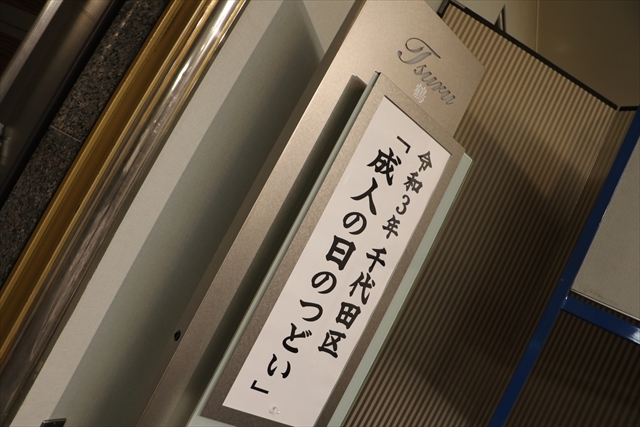 Tsuru
鶴
令和3年 千代田区
「成人の日のつどい」